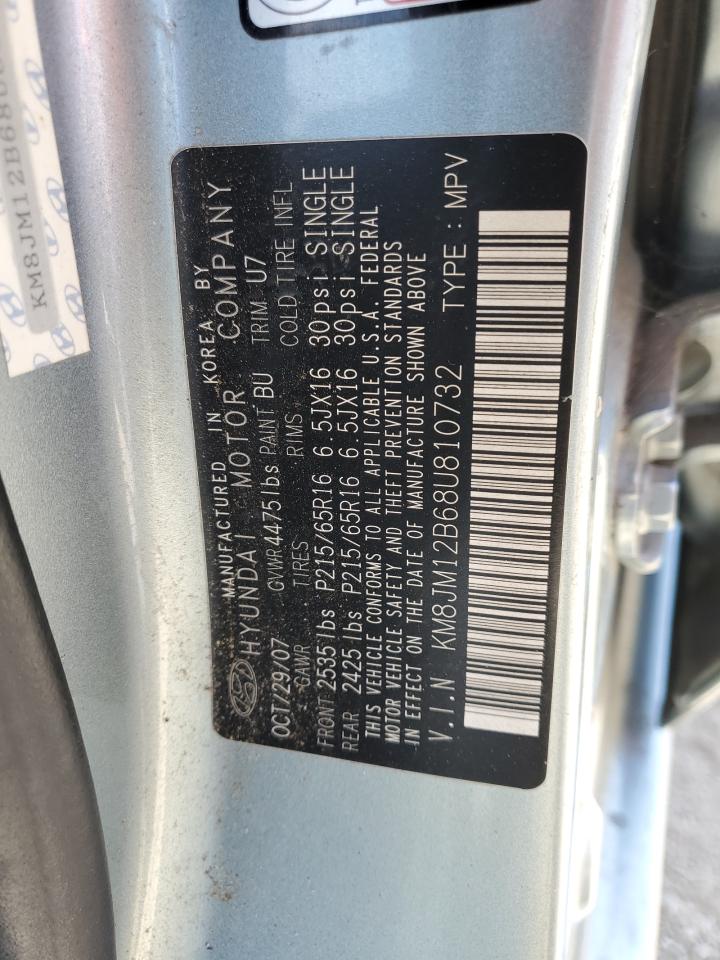 MANUFACTURED IN KOREA BY
HYUNDAI MOTOR COMPANY
OCT/29/07 GVWR 4475lbs PAINT BU TRIM U7
GAWR TIRES RIMS COLD TIRE INFL
FRONT 2535lbs P215/65R16 6.5JX16 30psi SINGLE
REAR 2425lbs P215/65R16 6.5JX16 30psi SINGLE
THIS VEHICLE CONFORMS TO ALL APPLICABLE U.S.A. FEDERAL
MOTOR VEHICLE SAFETY AND THEFT PREVENTION STANDARDS
IN EFFECT ON THE DATE OF MANUFACTURE SHOWN ABOVE
V.I.N KM8JM12B68U810732 TYPE : MPV
KM8JM12B68U8